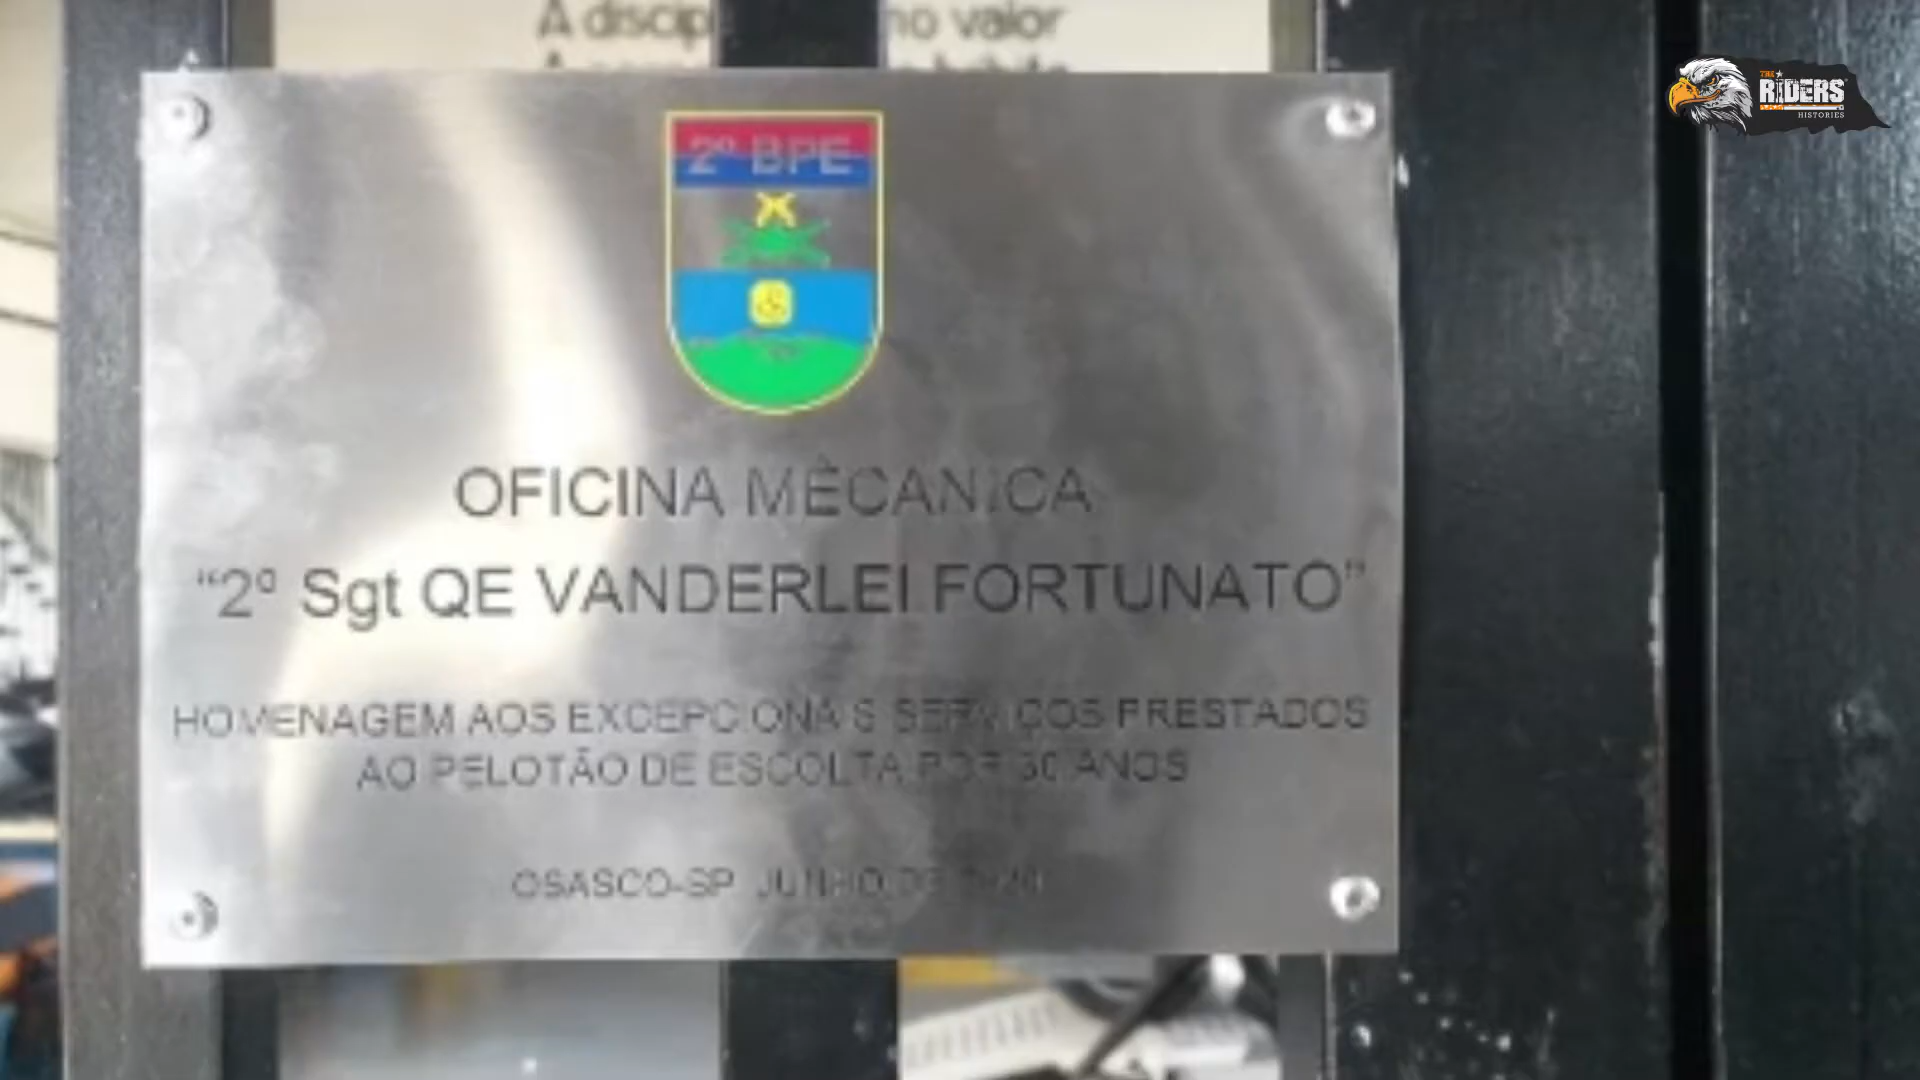 A discip no valor
THE
RIDERS
HISTORIES
2º BPE
OFICINA MECANICA
“2º Sgt QE VANDERLEI FORTUNATO”
HOMENAGEM AOS EXCEPCIONAIS SERVIÇOS PRESTADOS
AO PELOTÃO DE ESCOLTA POR 30 ANOS
OSASCO-SP, JUNHO DE